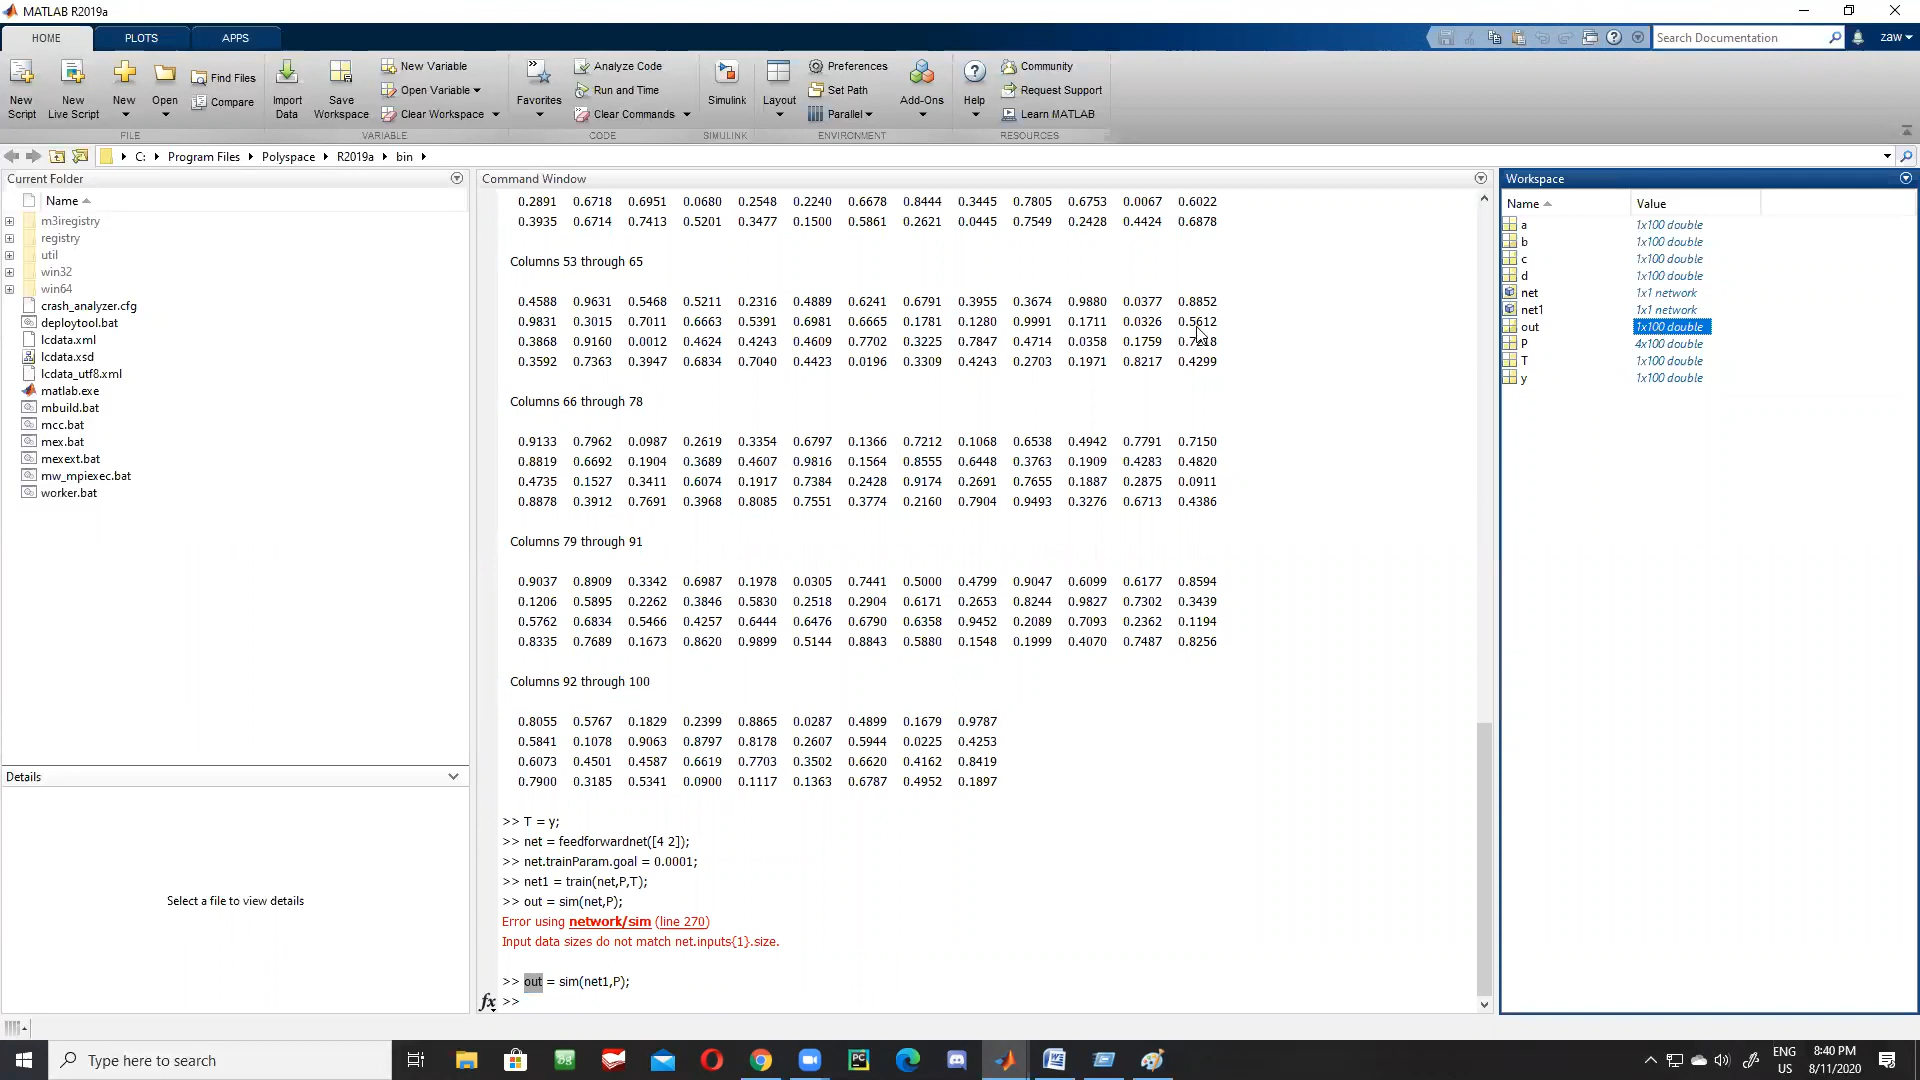 MATLAB R2019a
HOME PLOTS APPS
Search Documentation zaw
New Script
New Live Script
New
Open
Find Files
Compare
Import Data
Save Workspace
New Variable
Open Variable
Clear Workspace
Favorites
Analyze Code
Run and Time
Clear Commands
Simulink
Layout
Preferences
Set Path
Parallel
Add-Ons
Help
Community
Request Support
Learn MATLAB
FILE VARIABLE CODE SIMULINK ENVIRONMENT RESOURCES
C: Program Files Polyspace R2019a bin
Current Folder
Name
m3iregistry
registry
util
win32
win64
crash_analyzer.cfg
deploytool.bat
lcdata.xml
lcdata.xsd
lcdata_utf8.xml
matlab.exe
mbuild.bat
mcc.bat
mex.bat
mexext.bat
mw_mpiexec.bat
worker.bat
Details
Select a file to view details
Command Window
0.2891 0.6718 0.6951 0.0680 0.2548 0.2240 0.6678 0.8444 0.3445 0.7805 0.6753 0.0067 0.6022
0.3935 0.6714 0.7413 0.5201 0.3477 0.1500 0.5861 0.2621 0.0445 0.7549 0.2428 0.4424 0.6878
Columns 53 through 65
0.4588 0.9631 0.5468 0.5211 0.2316 0.4889 0.6241 0.6791 0.3955 0.3674 0.9880 0.0377 0.8852
0.9831 0.3015 0.7011 0.6663 0.5391 0.6981 0.6665 0.1781 0.1280 0.9991 0.1711 0.0326 0.5612
0.3868 0.9160 0.0012 0.4624 0.4243 0.4609 0.7702 0.3225 0.7847 0.4714 0.0358 0.1759
0.3592 0.7363 0.3947 0.6834 0.7040 0.4423 0.0196 0.3309 0.4243 0.2703 0.1971 0.8217 0.4299
Columns 66 through 78
0.9133 0.7962 0.0987 0.2619 0.3354 0.6797 0.1366 0.7212 0.1068 0.6538 0.4942 0.7791 0.7150
0.8819 0.6692 0.1904 0.3689 0.4607 0.9816 0.1564 0.8555 0.6448 0.3763 0.1909 0.4283 0.4820
0.4735 0.1527 0.3411 0.6074 0.1917 0.7384 0.2428 0.9174 0.2691 0.7655 0.1887 0.2875 0.0911
0.8878 0.3912 0.7691 0.3968 0.8085 0.7551 0.3774 0.2160 0.7904 0.9493 0.3276 0.6713 0.4386
Columns 79 through 91
0.9037 0.8909 0.3342 0.6987 0.1978 0.0305 0.7441 0.5000 0.4799 0.9047 0.6099 0.6177 0.8594
0.1206 0.5895 0.2262 0.3846 0.5830 0.2518 0.2904 0.6171 0.2653 0.8244 0.9827 0.7302 0.3439
0.5762 0.6834 0.5466 0.4257 0.6444 0.6476 0.6790 0.6358 0.9452 0.2089 0.7093 0.2362 0.1194
0.8335 0.7689 0.1673 0.8620 0.9899 0.5144 0.8843 0.5880 0.1548 0.1999 0.4070 0.7487 0.8256
Columns 92 through 100
0.8055 0.5767 0.1829 0.2399 0.8865 0.0287 0.4899 0.1679 0.9787
0.5841 0.1078 0.9063 0.8797 0.8178 0.2607 0.5944 0.0225 0.4253
0.6073 0.4501 0.4587 0.6619 0.7703 0.3502 0.6620 0.4162 0.8419
0.7900 0.3185 0.5341 0.0900 0.1117 0.1363 0.6787 0.4952 0.1897
>> T = y;
>> net = feedforwardnet([4 2]);
>> net.trainParam.goal = 0.0001;
>> net1 = train(net,P,T);
>> out = sim(net,P);
Error using network/sim (line 270)
Input data sizes do not match net.inputs{1}.size.
>> out = sim(net1,P);
fx >>
Workspace
Name Value
a 1x100 double
b 1x100 double
c 1x100 double
d 1x100 double
net 1x1 network
net1 1x1 network
out 1x100 double
P 4x100 double
T 1x100 double
y 1x100 double
Type here to search
ENG
US
8:40 PM
8/11/2020